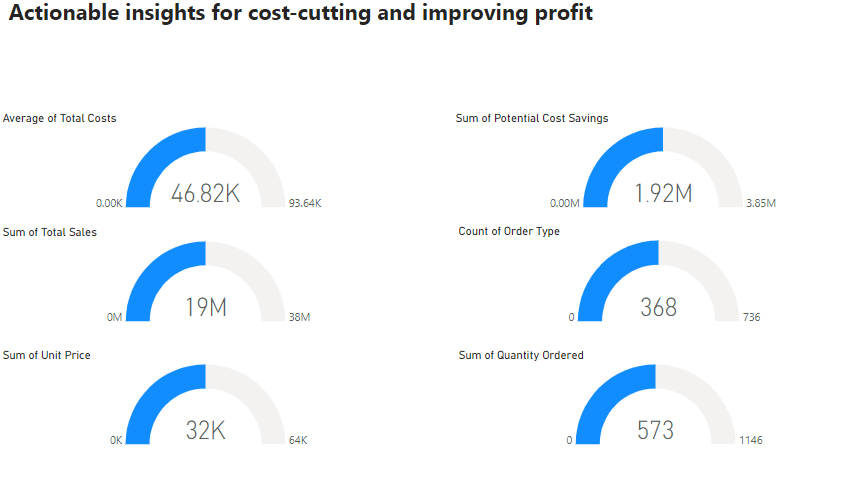 Actionable insights for cost-cutting and improving profit
Average of Total Costs
46.82K
0.00K
93.64K
Sum of Potential Cost Savings
1.92M
0.00M
3.85M
Sum of Total Sales
19M
0M
38M
Count of Order Type
368
0
736
Sum of Unit Price
32K
0K
64K
Sum of Quantity Ordered
573
0
1146